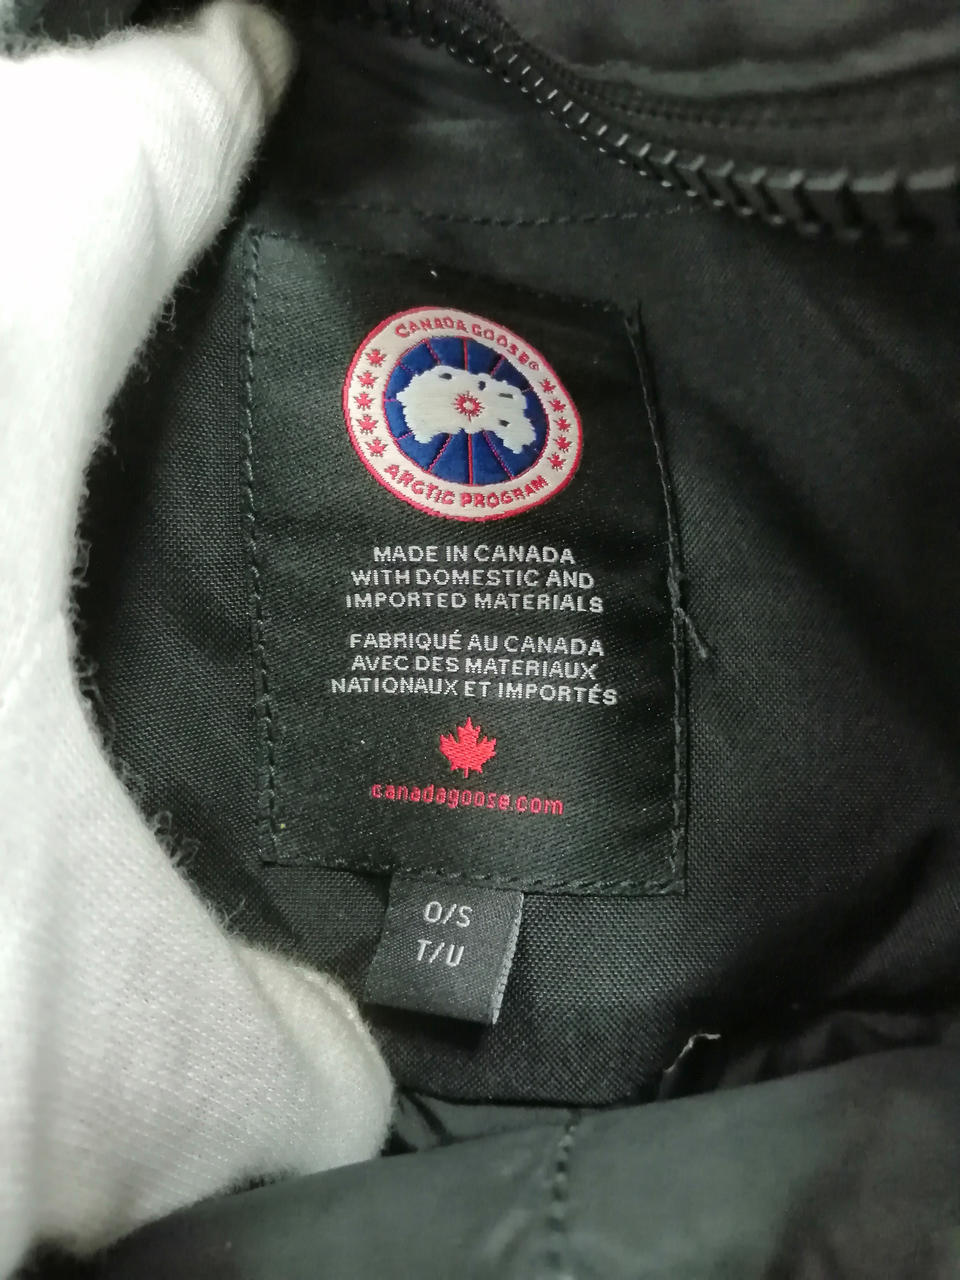 CANADA GOOSE®
ARCTIC PROGRAM
MADE IN CANADA
WITH DOMESTIC AND
IMPORTED MATERIALS
FABRIQUÉ AU CANADA
AVEC DES MATERIAUX
NATIONAUX ET IMPORTÉS
canadagoose.com
O/S
T/U